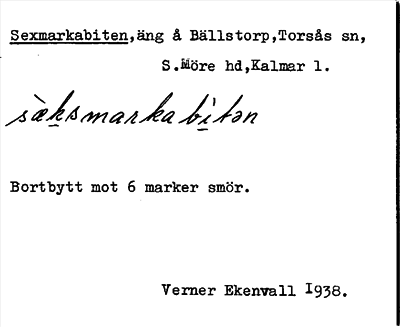 Sexmarkabiten,äng å Bällstorp,Torsås sn,
S.Möre hd,Kalmar l.
sàksmarkabitən
Bortbytt mot 6 marker smör.
Verner Ekenvall 1938.